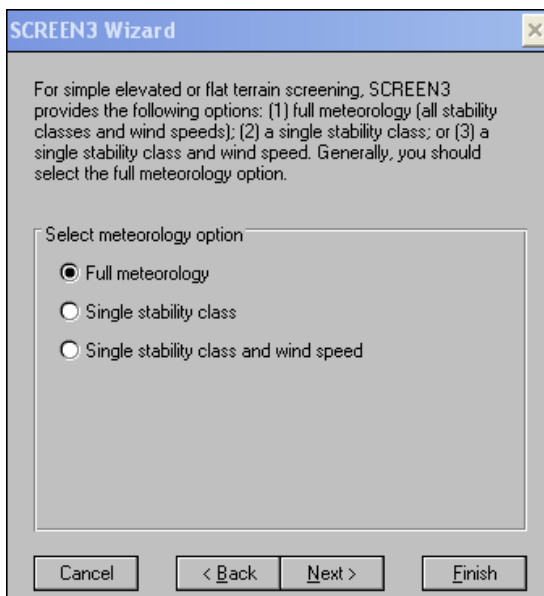 SCREEN3 Wizard
For simple elevated or flat terrain screening, SCREEN3
provides the following options: (1) full meteorology (all stability
classes and wind speeds); (2) a single stability class; or (3) a
single stability class and wind speed. Generally, you should
select the full meteorology option.
Select meteorology option
Full meteorology
Single stability class
Single stability class and wind speed
Cancel
< Back
Next >
Finish